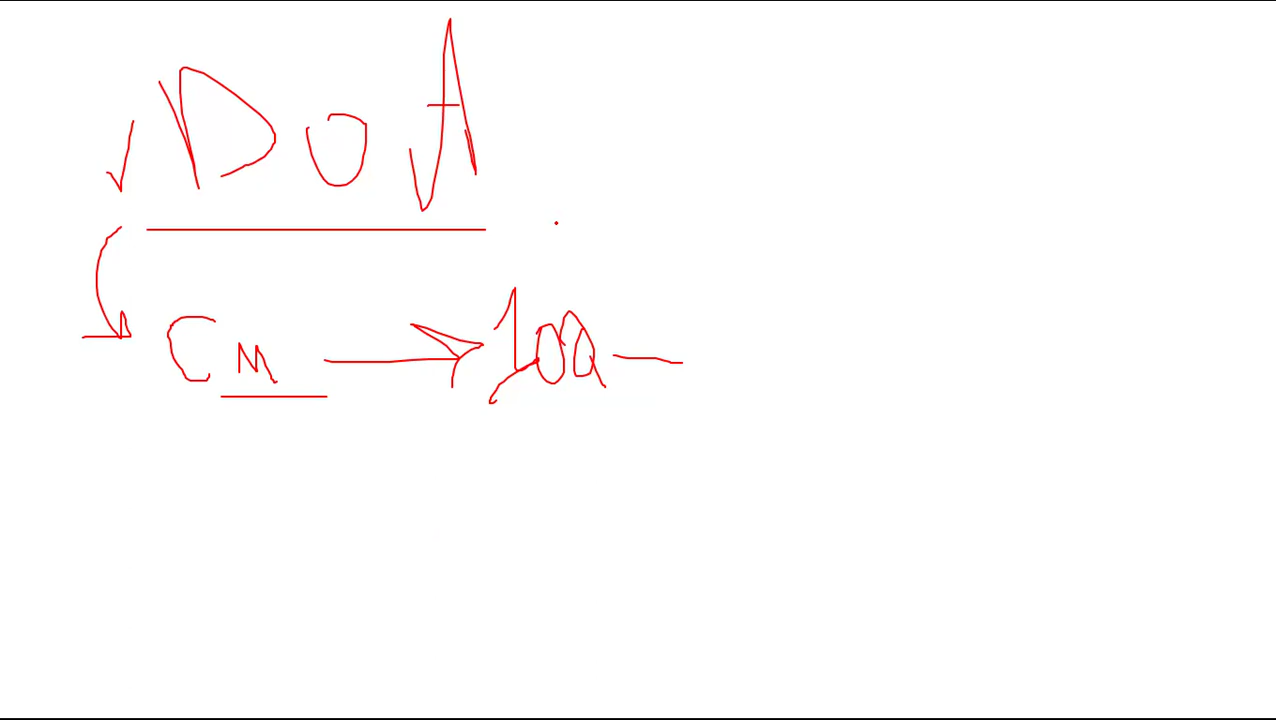 ✓ DOA
↳ Cm → 100 —